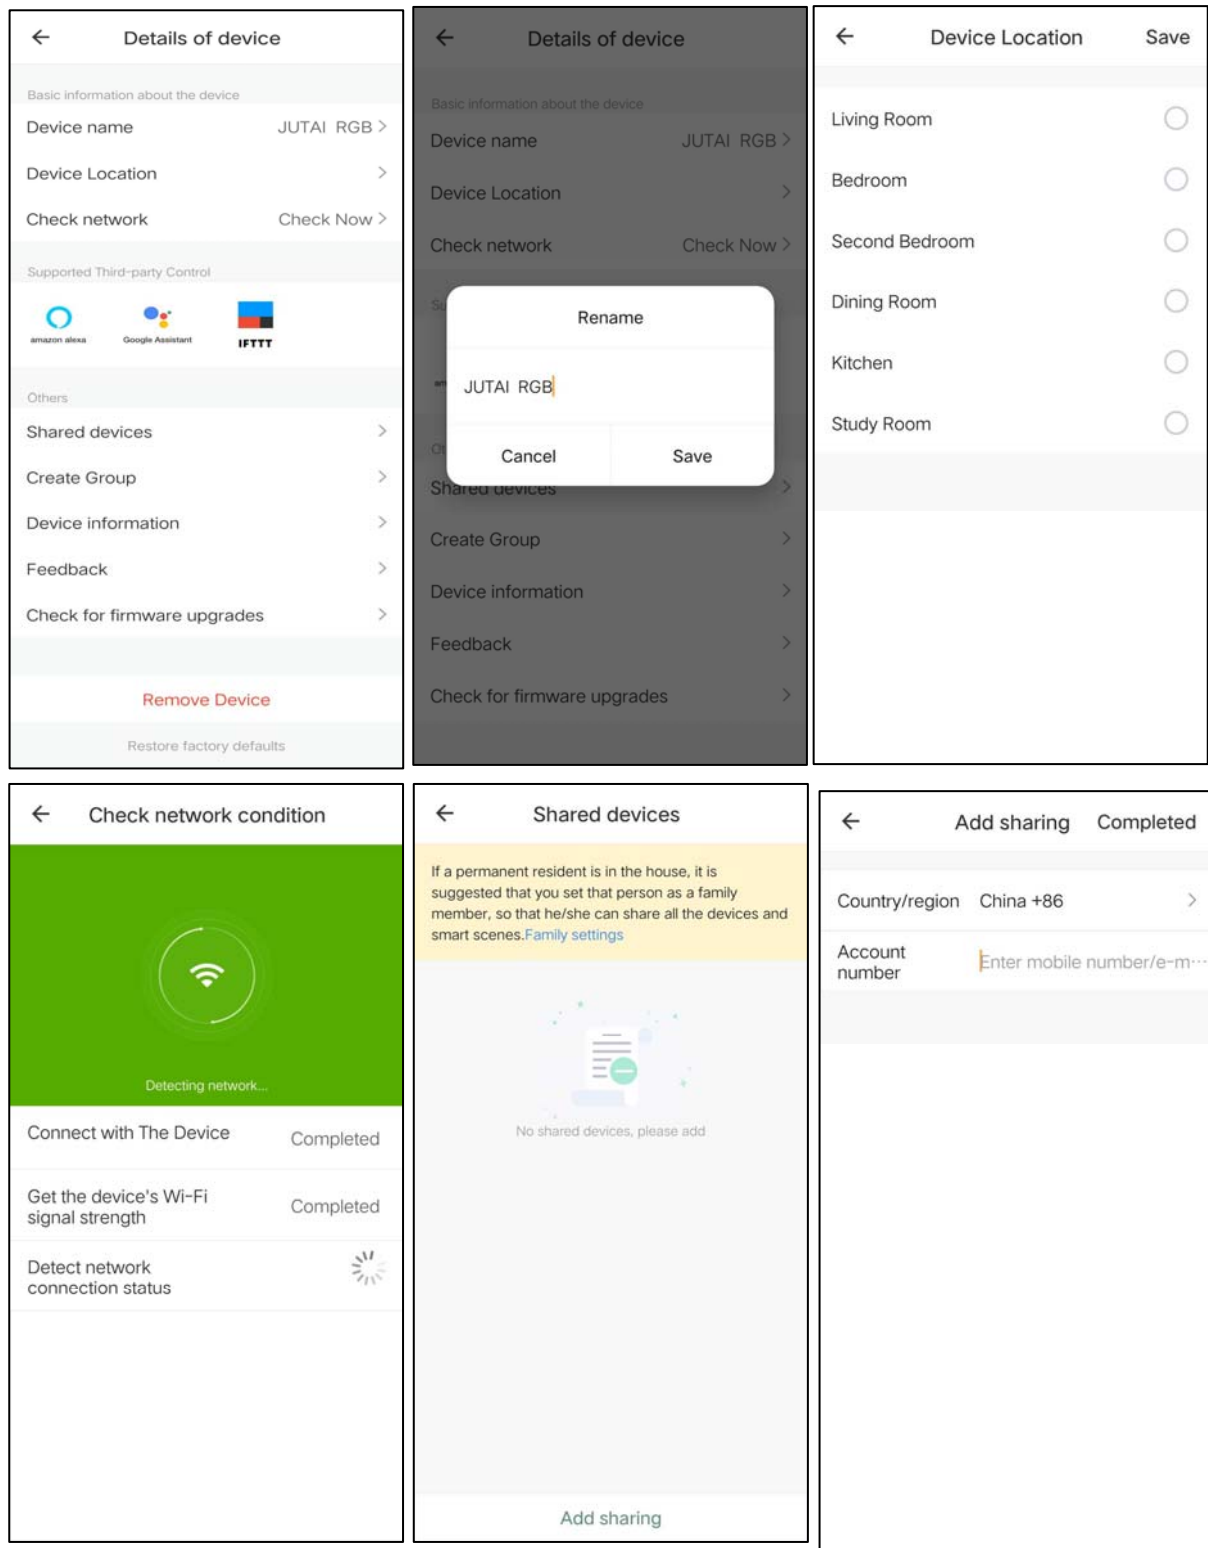 Details of device
Basic information about the device
Device name JUTAI RGB >
Device Location >
Check network Check Now >
Supported Third-party Control
amazon alexa Google Assistant IFTTT
Others
Shared devices >
Create Group >
Device information >
Feedback >
Check for firmware upgrades >
Remove Device
Restore factory defaults
Details of device
Basic information about the device
Device name JUTAI RGB >
Device Location >
Check network Check Now >
Su
Rename
am
JUTAI RGB
Ot
Cancel Save
Shared devices >
Create Group >
Device information >
Feedback >
Check for firmware upgrades >
Device Location Save
Living Room
Bedroom
Second Bedroom
Dining Room
Kitchen
Study Room
Check network condition
Detecting network...
Connect with The Device Completed
Get the device's Wi-Fi
signal strength Completed
Detect network
connection status
Shared devices
If a permanent resident is in the house, it is
suggested that you set that person as a family
member, so that he/she can share all the devices and
smart scenes.Family settings
No shared devices, please add
Add sharing
Add sharing Completed
Country/region China +86 >
Account
number Enter mobile number/e-m···